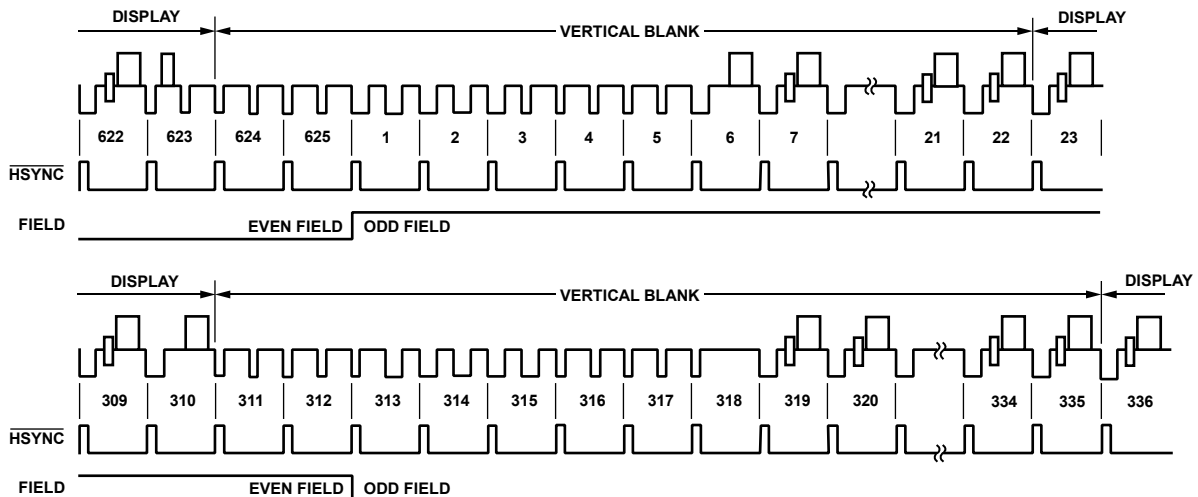 DISPLAY VERTICAL BLANK DISPLAY
622 623 624 625 1 2 3 4 5 6 7 21 22 23
HSYNC
FIELD EVEN FIELD ODD FIELD
DISPLAY VERTICAL BLANK DISPLAY
309 310 311 312 313 314 315 316 317 318 319 320 334 335 336
HSYNC
FIELD EVEN FIELD ODD FIELD